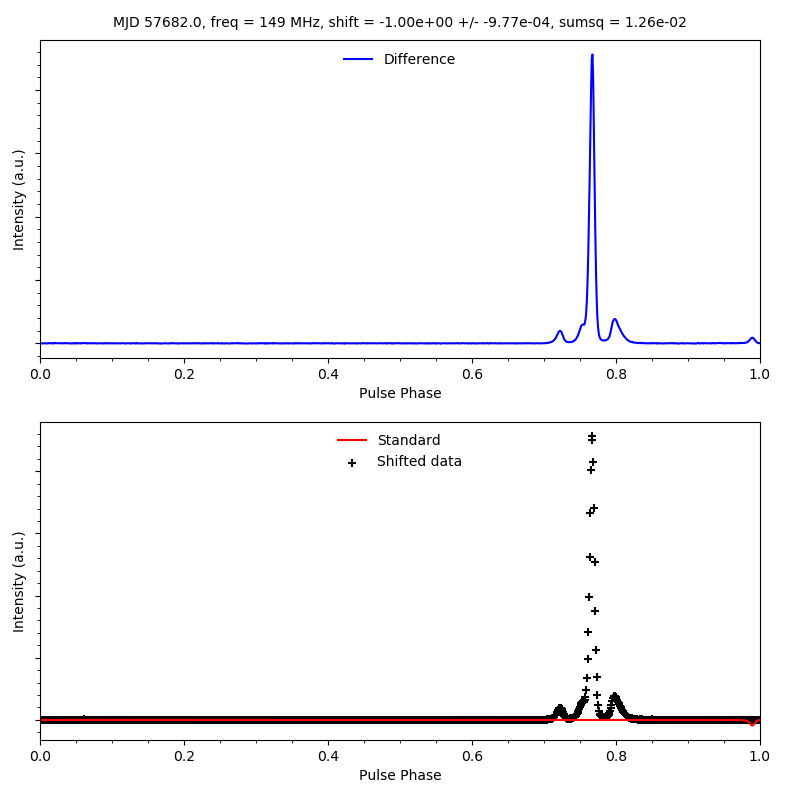 MJD 57682.0, freq = 149 MHz, shift = -1.00e+00 +/- -9.77e-04, sumsq = 1.26e-02
Difference
Intensity (a.u.)
0.0 0.2 0.4 0.6 0.8 1.0
Pulse Phase
Standard
Shifted data
Intensity (a.u.)
0.0 0.2 0.4 0.6 0.8 1.0
Pulse Phase